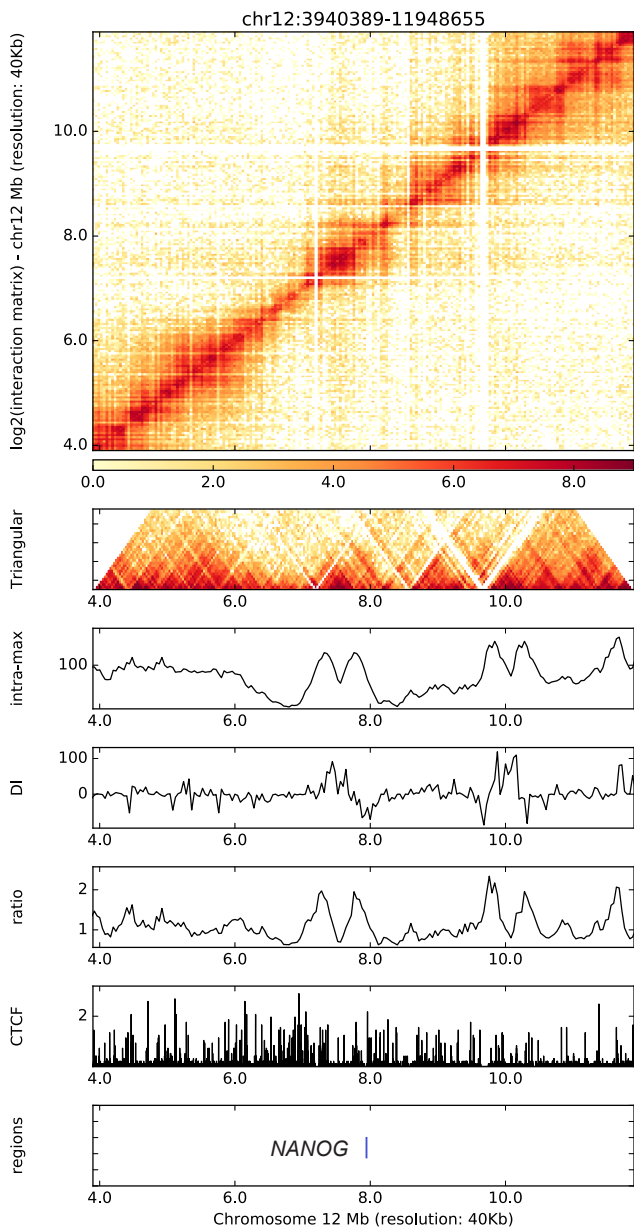 chr12:3940389-11948655
log2(interaction matrix) - chr12 Mb (resolution: 40Kb)
10.0
8.0
6.0
4.0
0.0 2.0 4.0 6.0 8.0
Triangular
4.0 6.0 8.0 10.0
intra-max
100
4.0 6.0 8.0 10.0
DI
100
0
4.0 6.0 8.0 10.0
ratio
2
1
4.0 6.0 8.0 10.0
CTCF
2
4.0 6.0 8.0 10.0
regions
NANOG
4.0 6.0 8.0 10.0
Chromosome 12 Mb (resolution: 40Kb)